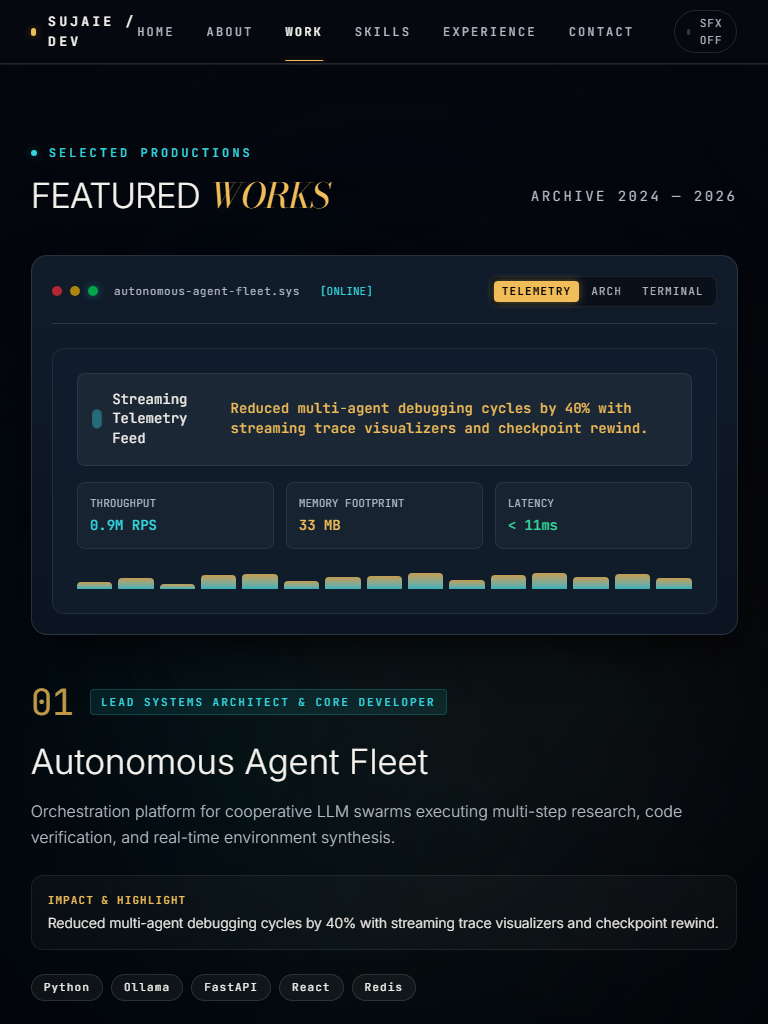 SUJAIE /
DEV
HOME ABOUT WORK SKILLS EXPERIENCE CONTACT
SFX
OFF
SELECTED PRODUCTIONS
FEATURED WORKS
ARCHIVE 2024 — 2026
autonomous-agent-fleet.sys [ONLINE]
TELEMETRY ARCH TERMINAL
Streaming
Telemetry
Feed
Reduced multi-agent debugging cycles by 40% with
streaming trace visualizers and checkpoint rewind.
THROUGHPUT
0.9M RPS
MEMORY FOOTPRINT
33 MB
LATENCY
< 11ms
01
LEAD SYSTEMS ARCHITECT & CORE DEVELOPER
Autonomous Agent Fleet
Orchestration platform for cooperative LLM swarms executing multi-step research, code
verification, and real-time environment synthesis.
IMPACT & HIGHLIGHT
Reduced multi-agent debugging cycles by 40% with streaming trace visualizers and checkpoint rewind.
Python Ollama FastAPI React Redis